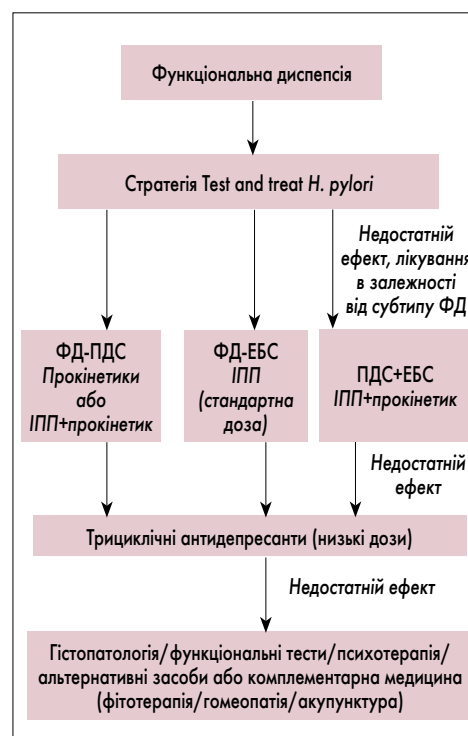 Функціональна диспепсія
Стратегія Test and treat H. pylori
Недостатній
ефект, лікування
в залежності
від субтипу ФД
ФД-ПДС
Прокінетики
або
ІПП+прокінетик
ФД-ЕБС
ІПП
(стандартна
доза)
ПДС+ЕБС
ІПП+прокінетик
Недостатній
ефект
Трициклічні антидепресанти (низькі дози)
Недостатній ефект
Гістопатологія/функціональні тести/психотерапія/
альтернативні засоби або комплементарна медицина
(фітотерапія/гомеопатія/акупунктура)